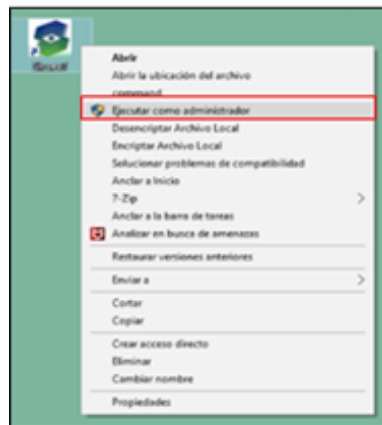 Abrir
Abrir la ubicación del archivo
command
Ejecutar como administrador
Desencriptar Archivo Local
Encriptar Archivo Local
Solucionar problemas de compatibilidad
Anclar a Inicio
7-Zip
Anclar a la barra de tareas
Analizar en busca de amenazas
Restaurar versiones anteriores
Enviar a
Cortar
Copiar
Crear acceso directo
Eliminar
Cambiar nombre
Propiedades